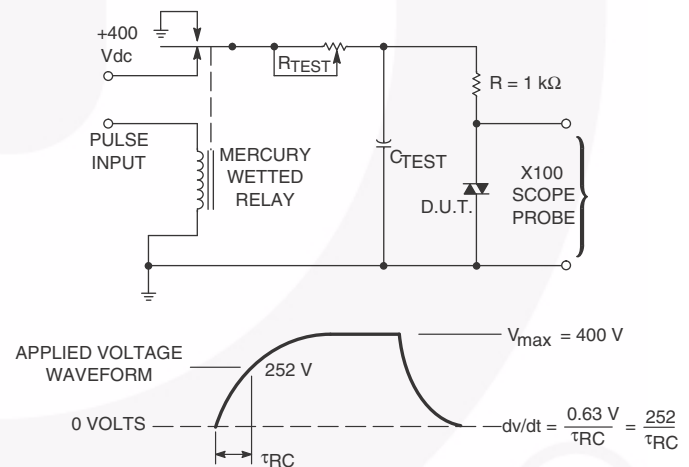 +400
Vdc
RTEST
R = 1 kΩ
PULSE
INPUT
MERCURY
WETTED
RELAY
CTEST
D.U.T.
X100
SCOPE
PROBE
Vmax = 400 V
APPLIED VOLTAGE
WAVEFORM
252 V
0 VOLTS
dv/dt = 0.63 V / τRC = 252 / τRC
τRC